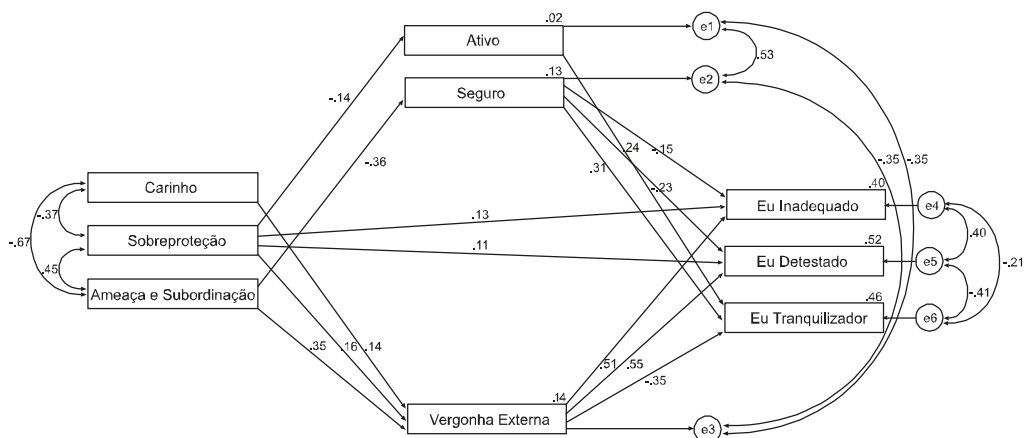 .02
Ativo
e1
.53
.13
Seguro
e2
-.14
-.36
.24
-.15
.31
-.23
-.35
-.35
Carinho
-.37
.13
.40
Eu Inadequado
e4
-.67
Sobreproteção
.11
.40
.52
Eu Detestado
e5
-.21
.45
Ameaça e Subordinação
-.41
.46
Eu Tranquilizador
e6
.35
.16
.14
.51
.55
-.35
.14
Vergonha Externa
e3